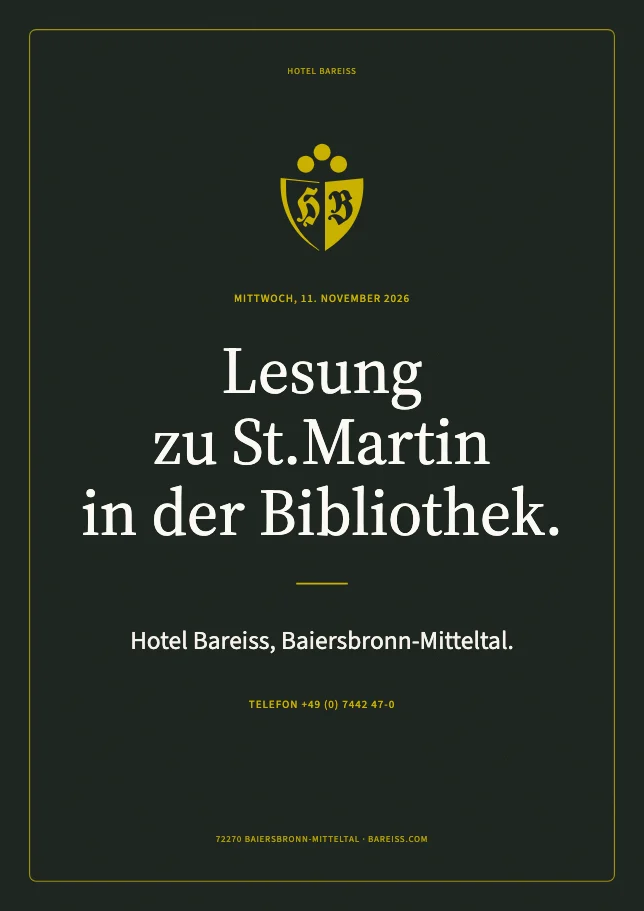 HOTEL BAREISS
H B
MITTWOCH, 11. NOVEMBER 2026
Lesung
zu St.Martin
in der Bibliothek.
Hotel Bareiss, Baiersbronn-Mitteltal.
TELEFON +49 (0) 7442 47-0
72270 BAIERSBRONN-MITTELTAL · BAREISS.COM